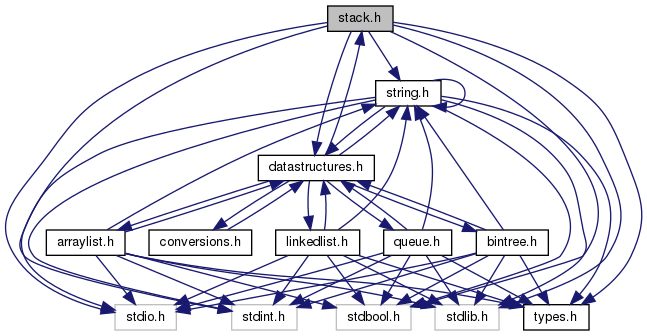 stack.h
string.h
datastructures.h
arraylist.h
conversions.h
linkedlist.h
queue.h
bintree.h
stdio.h
stdint.h
stdbool.h
stdlib.h
types.h